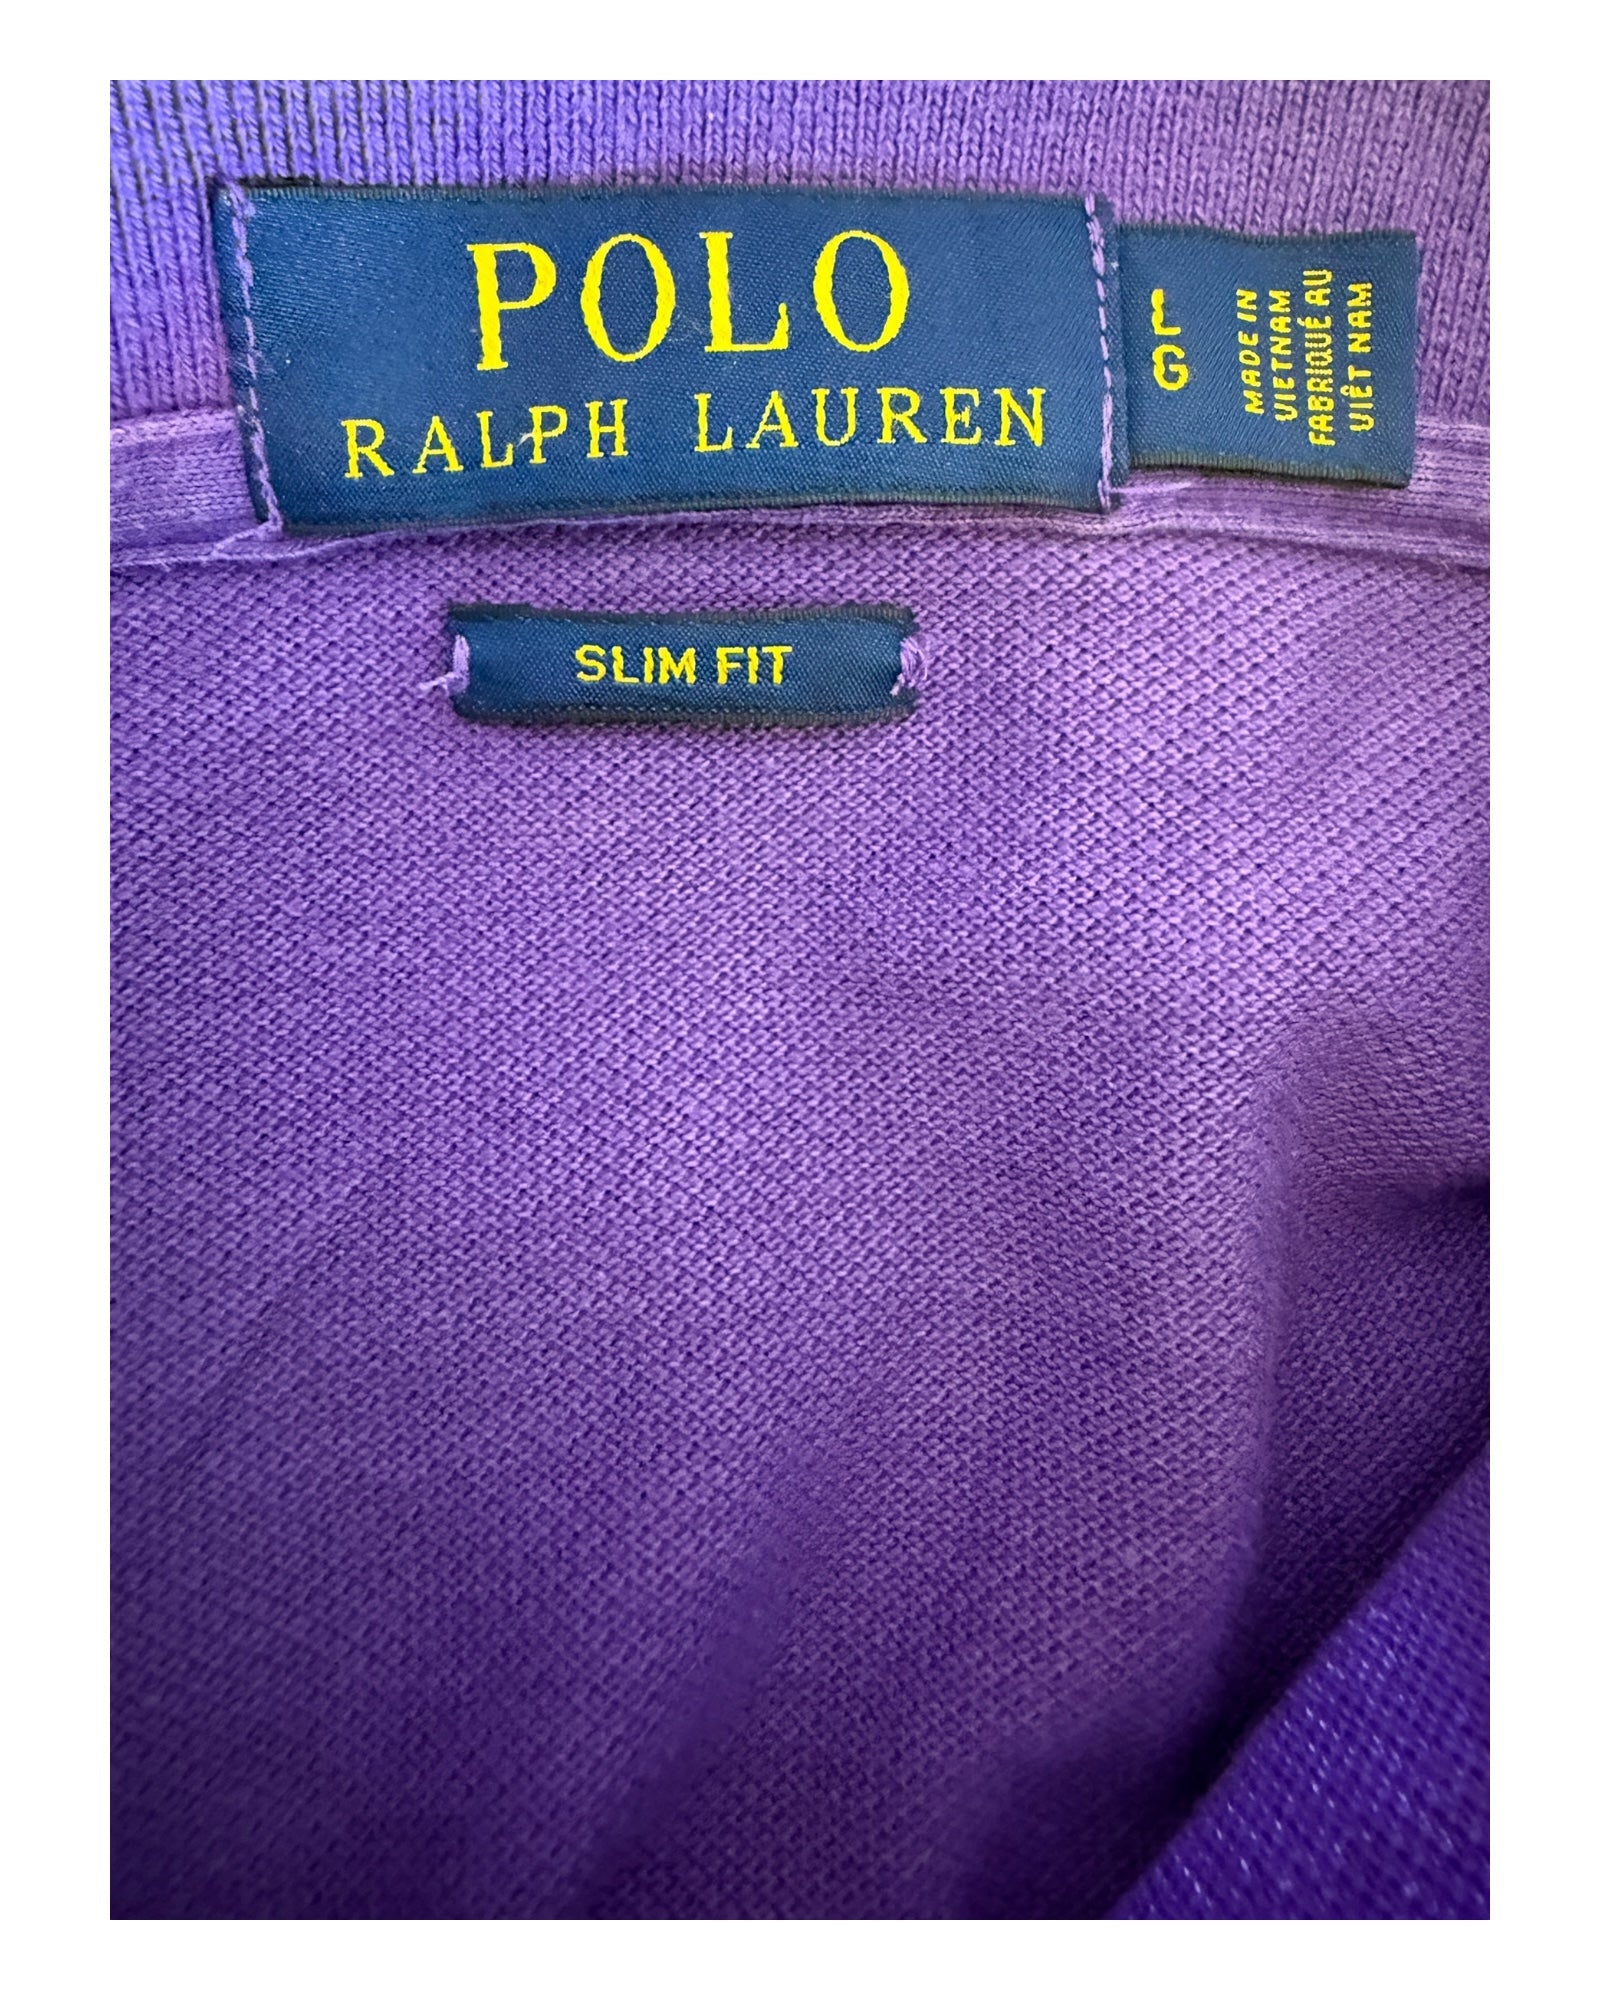 POLO
RALPH LAUREN
L
G
MADE IN
VIETNAM
FABRIQUÉ AU
VIÊT NAM
SLIM FIT